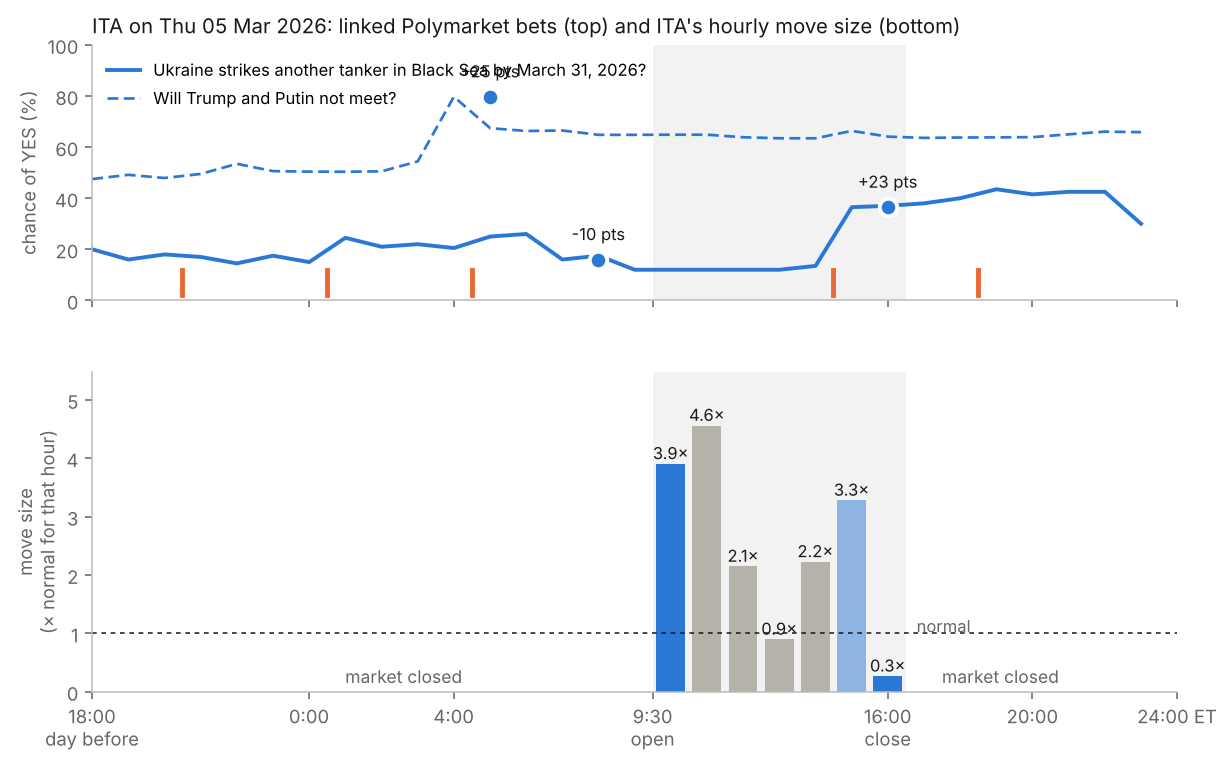 ITA on Thu 05 Mar 2026: linked Polymarket bets (top) and ITA's hourly move size (bottom)
chance of YES (%)
100
80
60
40
20
0
Ukraine strikes another tanker in Black Sea by March 31, 2026?
Will Trump and Putin not meet?
+25 pts
-10 pts
+23 pts
move size
(× normal for that hour)
5
4
3
2
1
0
3.9×
4.6×
2.1×
0.9×
2.2×
3.3×
0.3×
normal
market closed
market closed
18:00
day before
0:00
4:00
9:30
open
16:00
close
20:00
24:00 ET